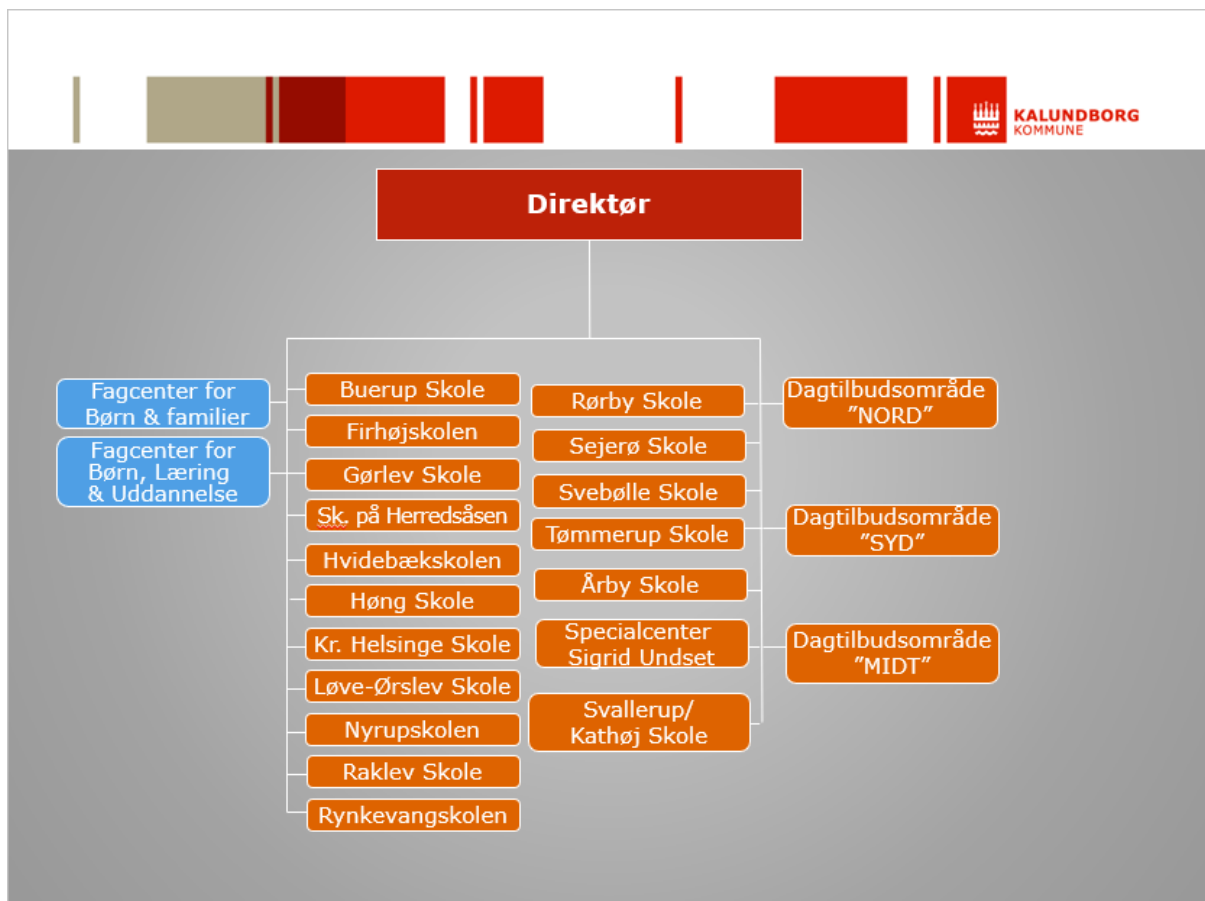 KALUNDBORG
KOMMUNE
Direktør
Fagcenter for
Børn & familier
Fagcenter for
Børn, Læring
& Uddannelse
Buerup Skole
Firhøjskolen
Gørlev Skole
Sk. på Herredsåsen
Hvidebækskolen
Høng Skole
Kr. Helsinge Skole
Løve-Ørslev Skole
Nyrupskolen
Raklev Skole
Rynkevangskolen
Rørby Skole
Sejerø Skole
Svebølle Skole
Tømmerup Skole
Årby Skole
Specialcenter
Sigrid Undset
Svallerup/
Kathøj Skole
Dagtilbudsområde
”NORD”
Dagtilbudsområde
”SYD”
Dagtilbudsområde
”MIDT”